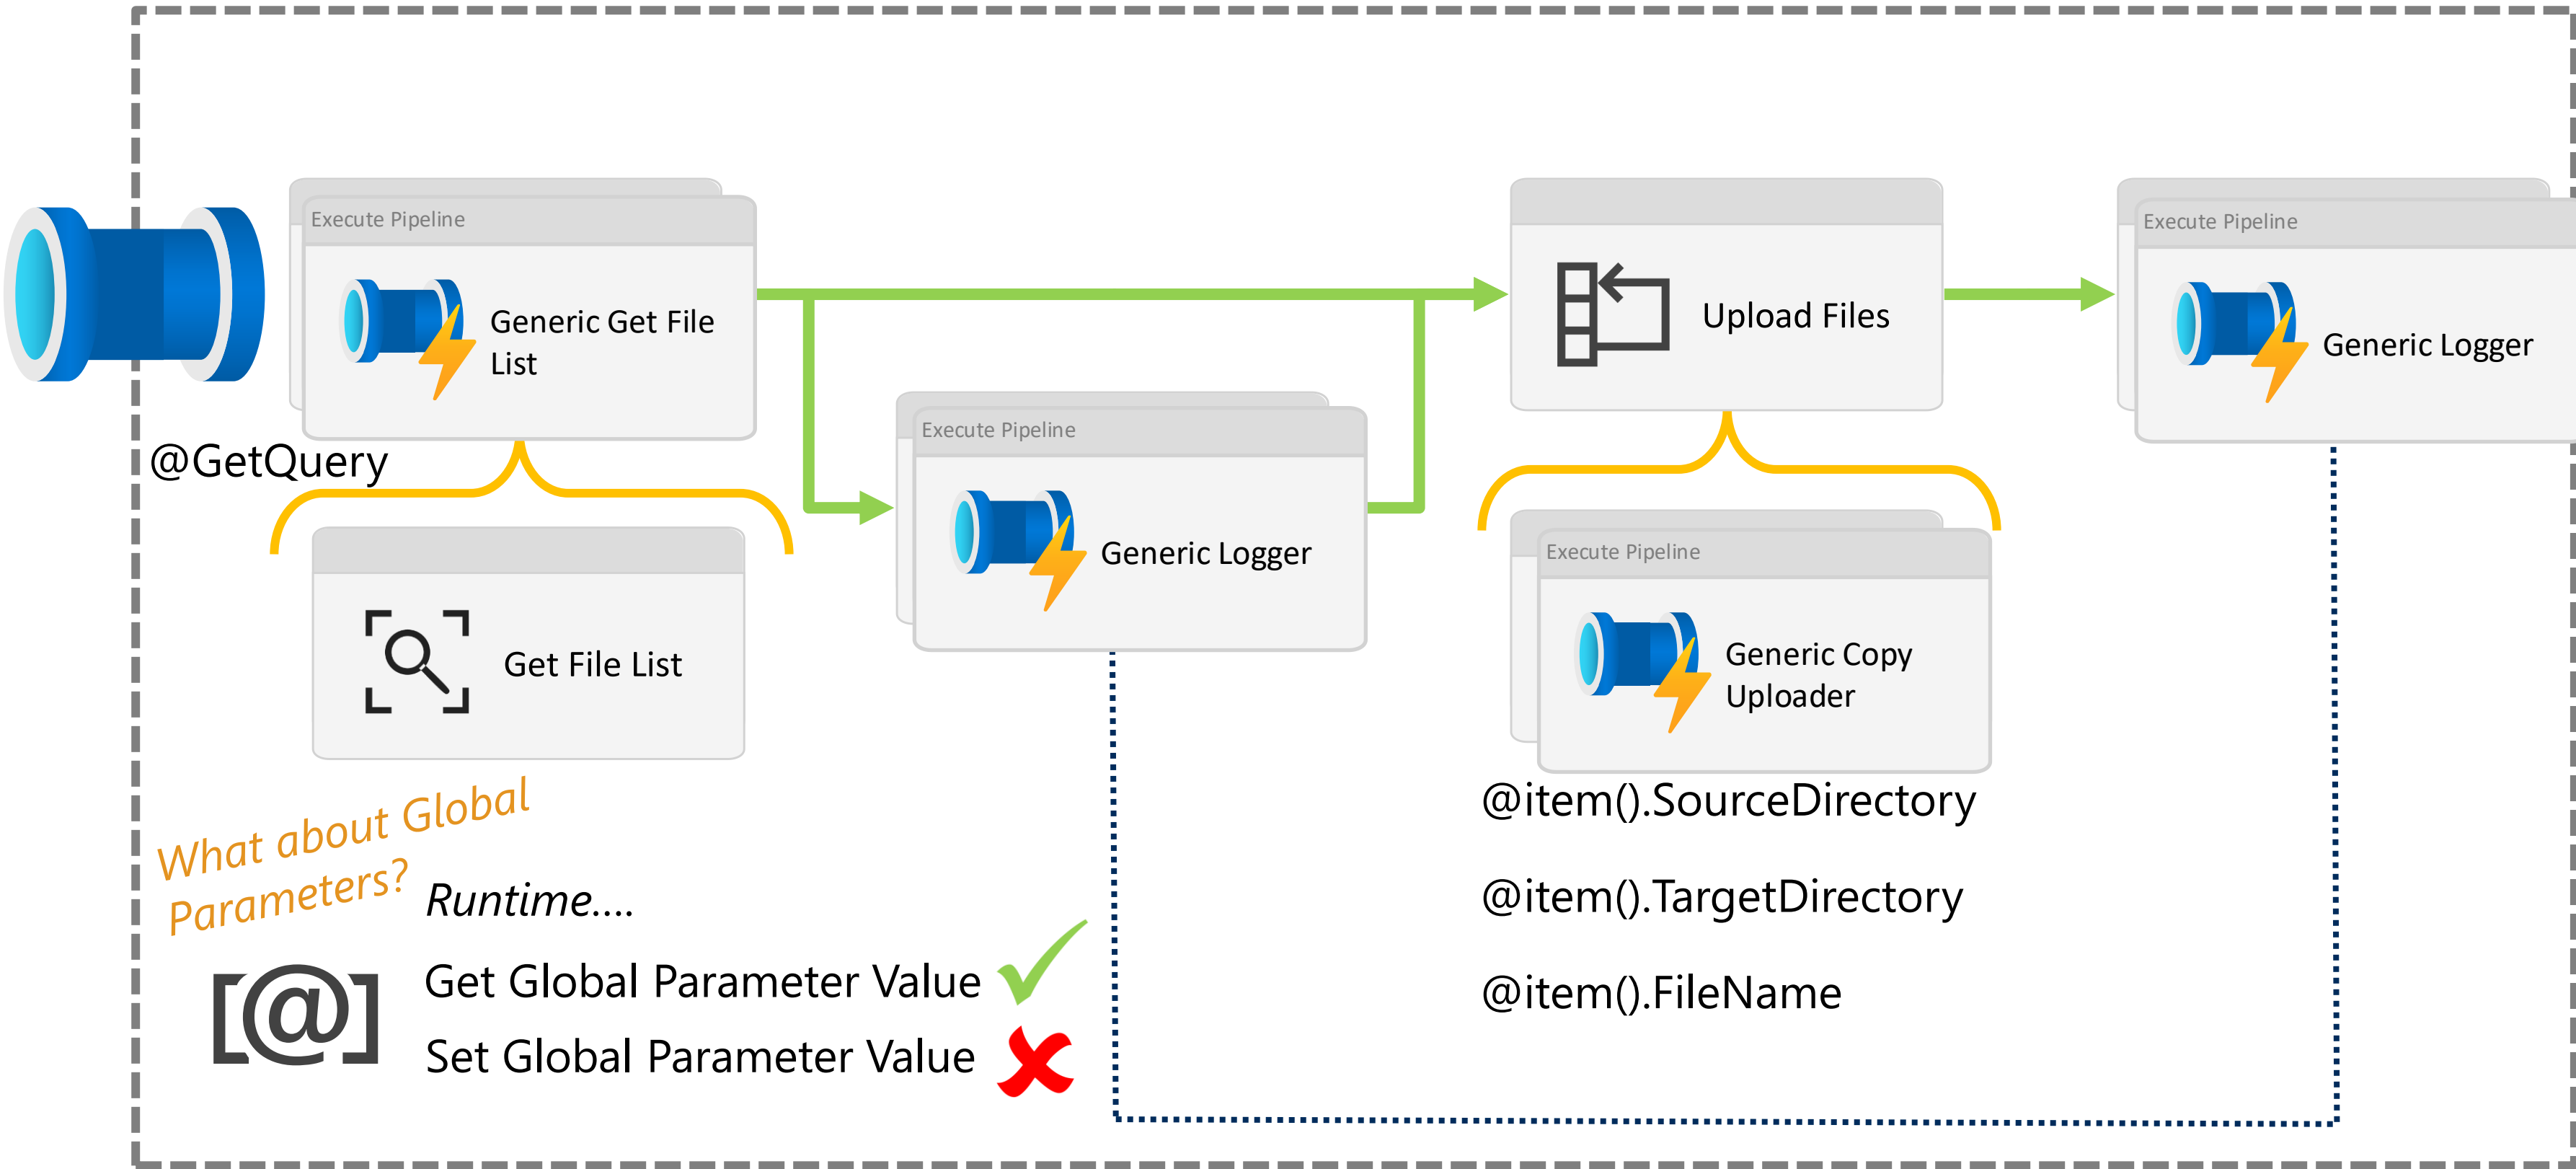 Execute Pipeline
Generic Get File
List
@GetQuery
Get File List
Execute Pipeline
Generic Logger
Upload Files
Execute Pipeline
Generic Copy
Uploader
@item().SourceDirectory
@item().TargetDirectory
@item().FileName
Execute Pipeline
Generic Logger
What about Global
Parameters?
Runtime....
[@]
Get Global Parameter Value
Set Global Parameter Value